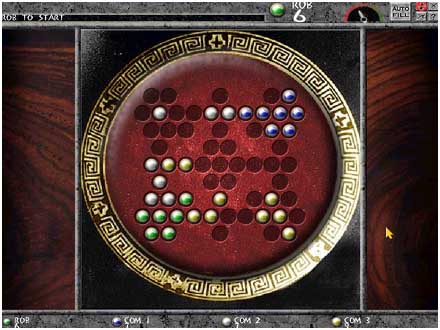 ROB
6
ROB TO START
AUTO
FILL
?
ROB
COM 1
COM 2
COM 3